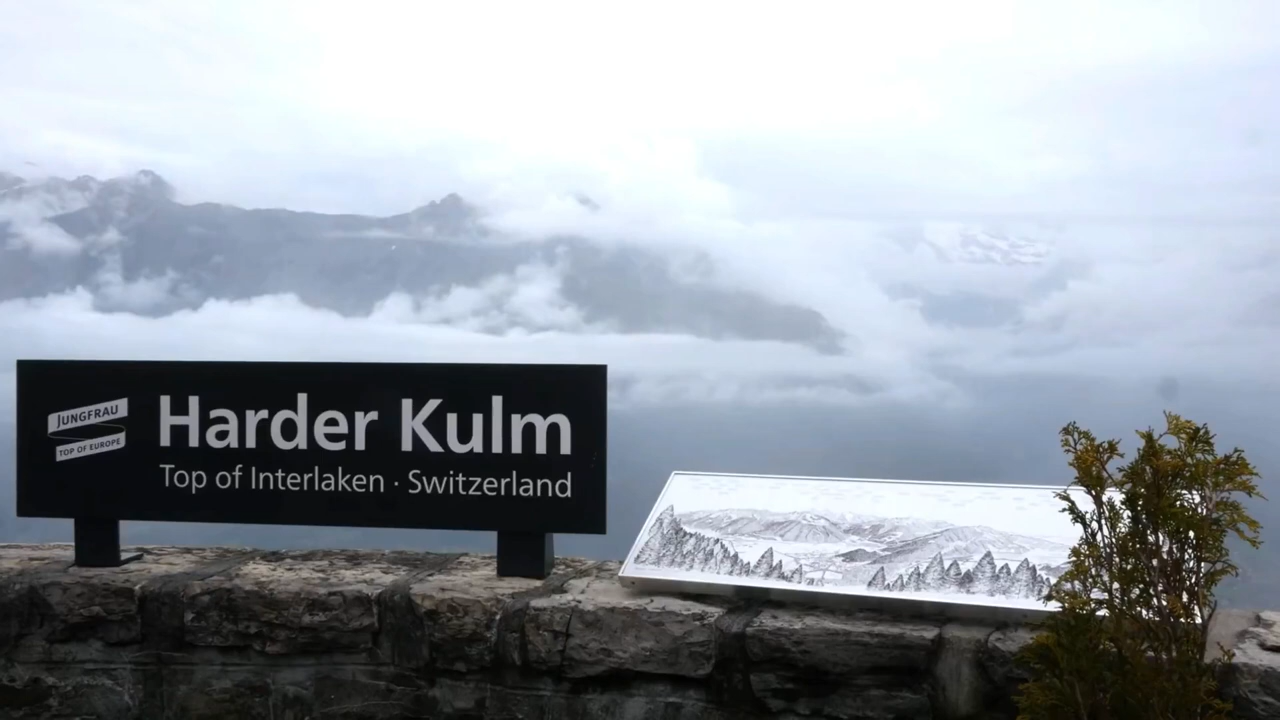 JUNGFRAU
TOP OF EUROPE
Harder Kulm
Top of Interlaken · Switzerland